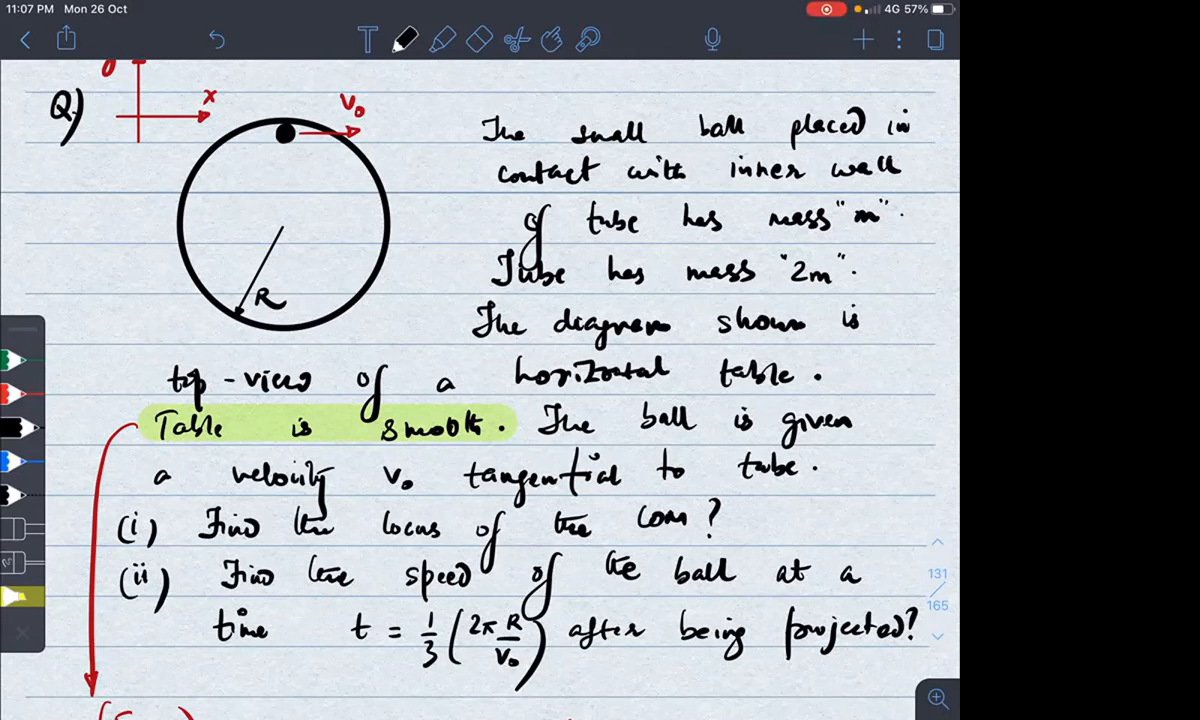 11:07 PM Mon 26 Oct
4G 57%
y
x
Q.)
v₀
R
The small ball placed in
contact with inner wall
of tube has mass "m".
Tube has mass "2m".
The diagram shown is
top-view of a horizontal table.
Table is smooth. The ball is given
a velocity v₀ tangential to tube.
(i) Find the locus of the com?
(ii) Find the speed of the ball at a
time t = 1/3 (2π R/v₀) after being projected?
131
/
165